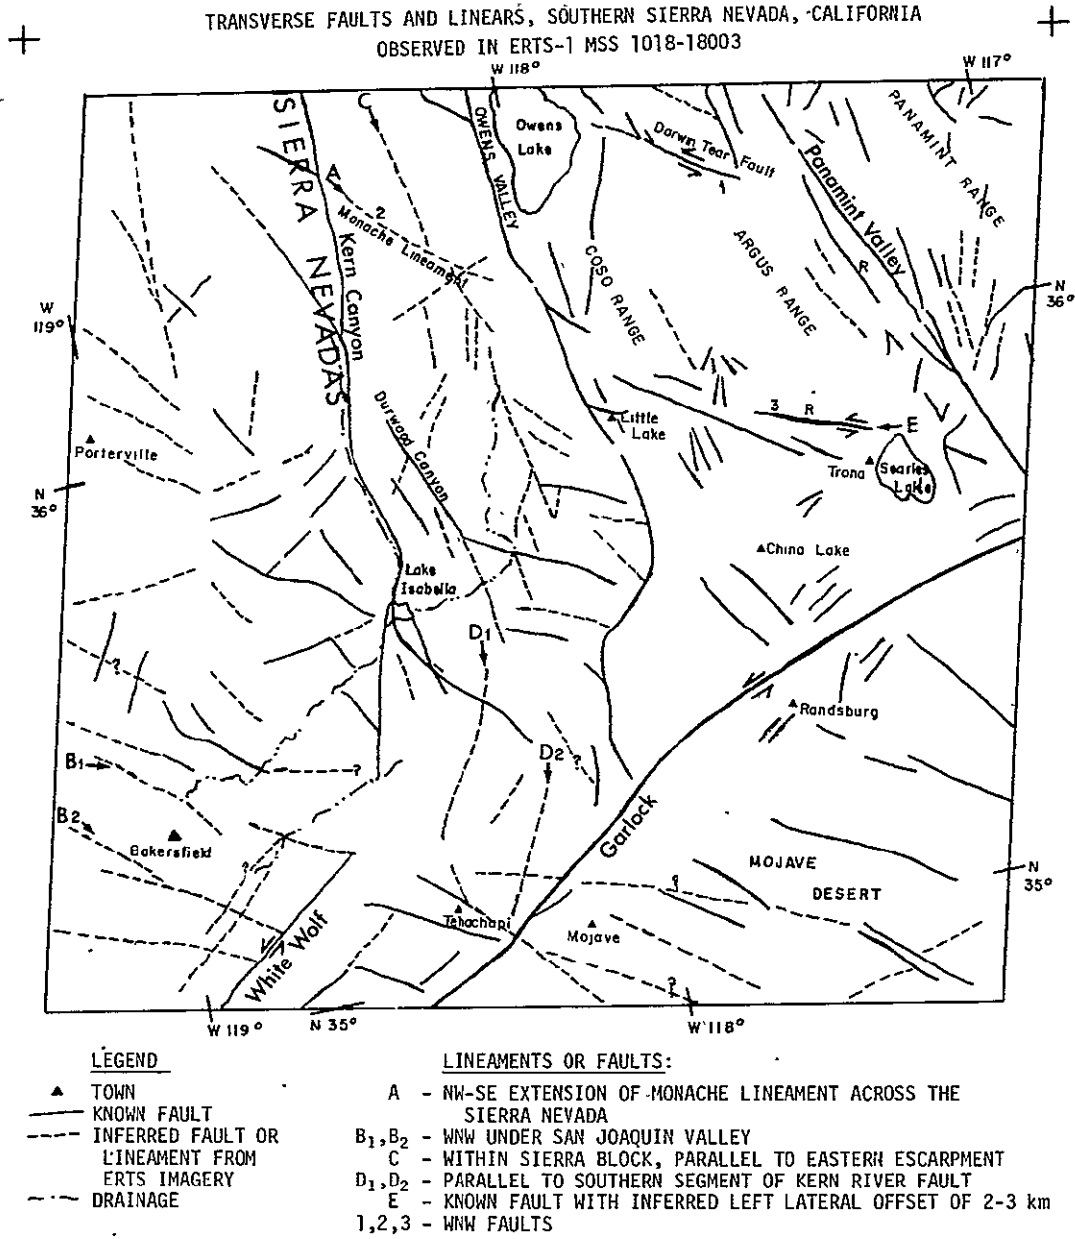 TRANSVERSE FAULTS AND LINEARS, SOUTHERN SIERRA NEVADA, CALIFORNIA
OBSERVED IN ERTS-1 MSS 1018-18003
W 118°
W 117°
SIERRA NEVADAS
C
OWENS VALLEY
Owens
Lake
Darwin Tear Fault
1
PANAMINT RANGE
Panamint Valley
A
2
Monache Lineament
Kern Canyon
COSO RANGE
ARGUS RANGE
R
N
36°
W
119°
Durwood Canyon
Little
Lake
3
R
E
Porterville
Trona
Searles
Lake
N
36°
China Lake
Lake
Isabella
D1
?
Randsburg
D2
?
B1
?
B2
Bakersfield
Garlock
?
MOJAVE
DESERT
N
35°
?
White Wolf
Tehachapi
Mojave
?
W 119°
N 35°
W 118°
LEGEND
TOWN
KNOWN FAULT
INFERRED FAULT OR
LINEAMENT FROM
ERTS IMAGERY
DRAINAGE
LINEAMENTS OR FAULTS:
A - NW-SE EXTENSION OF MONACHE LINEAMENT ACROSS THE
SIERRA NEVADA
B1,B2 - WNW UNDER SAN JOAQUIN VALLEY
C - WITHIN SIERRA BLOCK, PARALLEL TO EASTERN ESCARPMENT
D1,D2 - PARALLEL TO SOUTHERN SEGMENT OF KERN RIVER FAULT
E - KNOWN FAULT WITH INFERRED LEFT LATERAL OFFSET OF 2-3 km
1,2,3 - WNW FAULTS